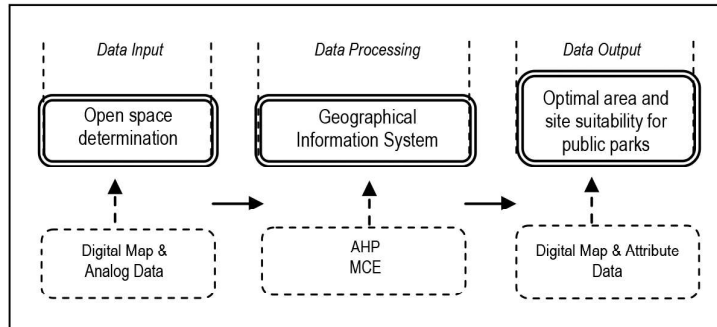 Data Input
Data Processing
Data Output
Open space
determination
Geographical
Information System
Optimal area and
site suitability for
public parks
Digital Map &
Analog Data
AHP
MCE
Digital Map & Attribute
Data